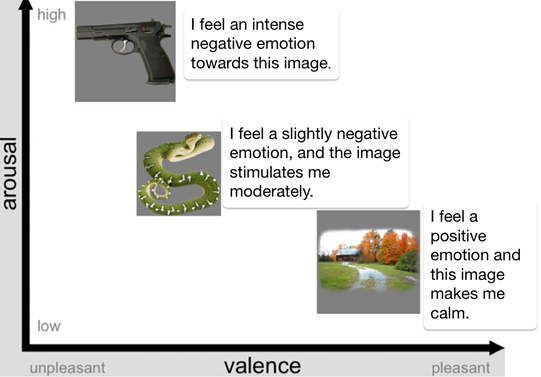 high
I feel an intense
negative emotion
towards this image.
I feel a slightly negative
emotion, and the image
stimulates me
moderately.
I feel a
positive
emotion and
this image
makes me
calm.
arousal
low
unpleasant
valence
pleasant